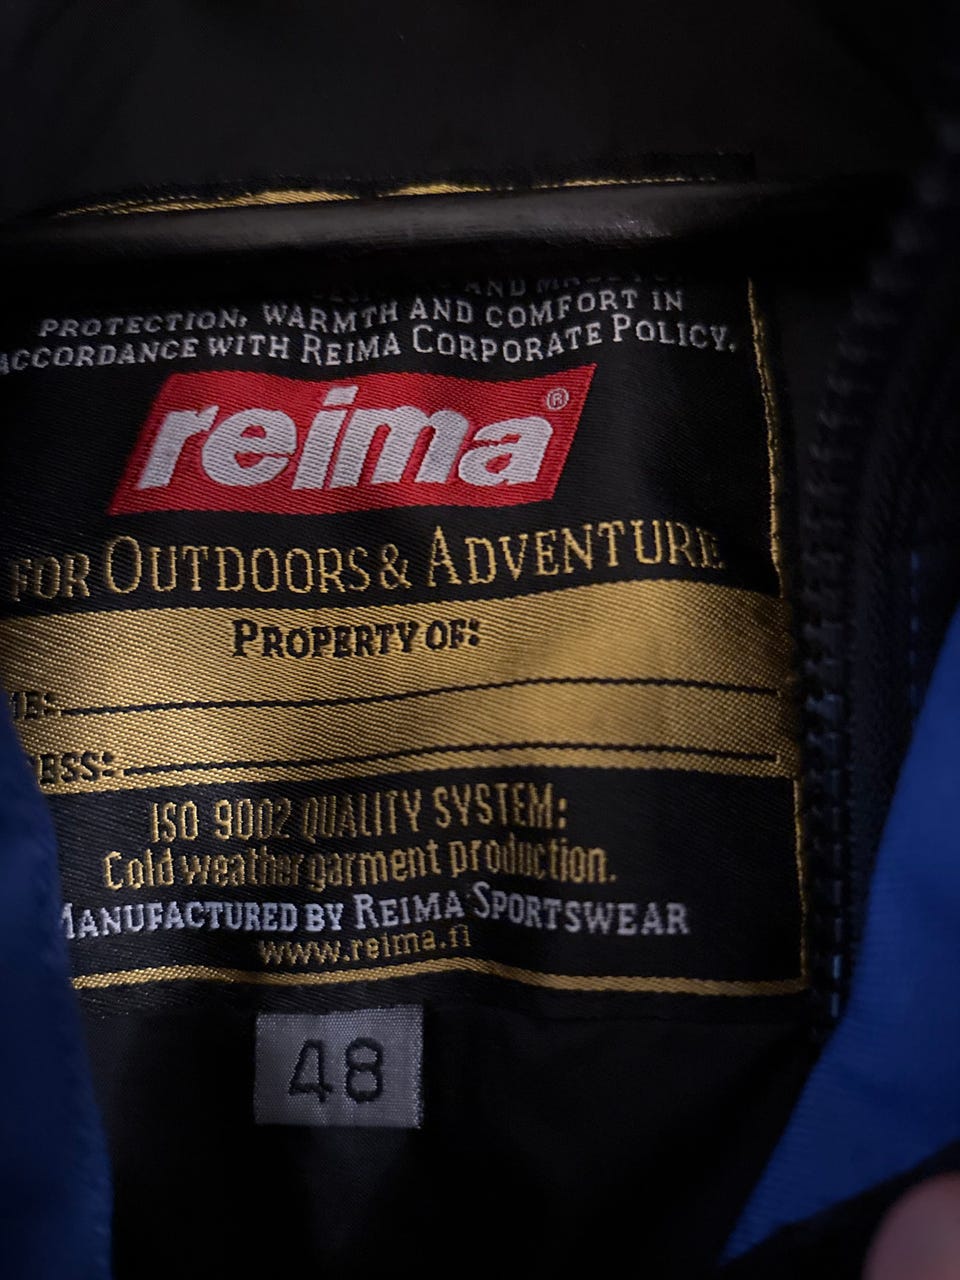 AND
PROTECTION, WARMTH AND COMFORT IN
ACCORDANCE WITH REIMA CORPORATE POLICY.
reima®
FOR OUTDOORS & ADVENTURE
PROPERTY OF:
ISO 9002 QUALITY SYSTEM:
Cold weather garment production.
MANUFACTURED BY REIMA SPORTSWEAR
www.reima.fi
48